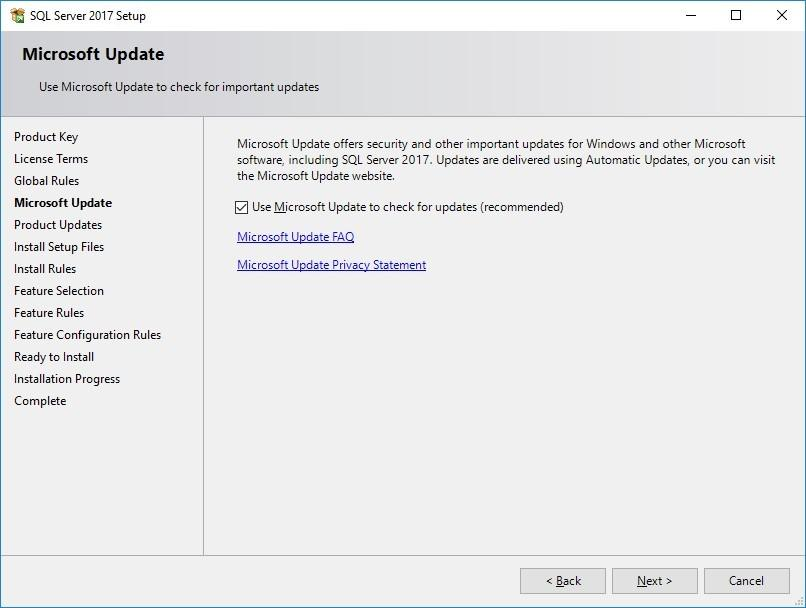 SQL Server 2017 Setup
Microsoft Update
Use Microsoft Update to check for important updates
Product Key
License Terms
Global Rules
Microsoft Update
Product Updates
Install Setup Files
Install Rules
Feature Selection
Feature Rules
Feature Configuration Rules
Ready to Install
Installation Progress
Complete
Microsoft Update offers security and other important updates for Windows and other Microsoft
software, including SQL Server 2017. Updates are delivered using Automatic Updates, or you can visit
the Microsoft Update website.
Use Microsoft Update to check for updates (recommended)
Microsoft Update FAQ
Microsoft Update Privacy Statement
< Back
Next >
Cancel